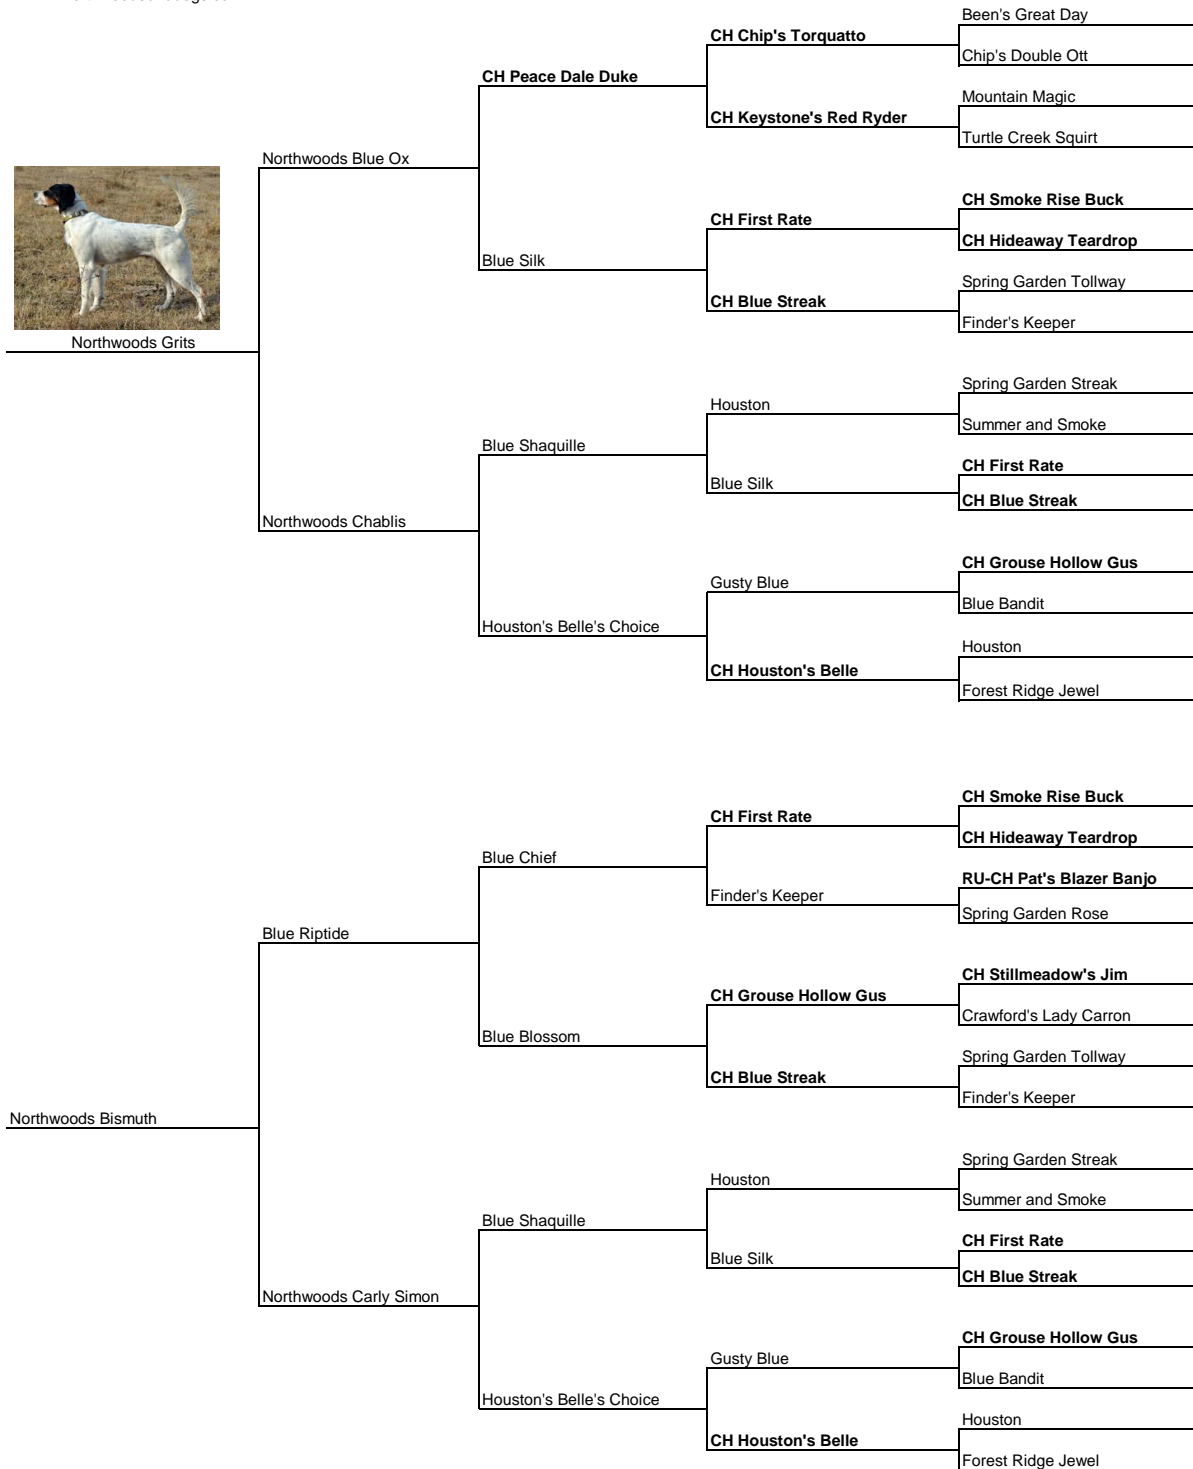 Been's Great Day
CH Chip's Torquatto
Chip's Double Ott
CH Peace Dale Duke
Mountain Magic
CH Keystone's Red Ryder
Turtle Creek Squirt
Northwoods Blue Ox
CH Smoke Rise Buck
CH First Rate
CH Hideaway Teardrop
Blue Silk
Spring Garden Tollway
CH Blue Streak
Finder's Keeper
Northwoods Grits
Spring Garden Streak
Houston
Summer and Smoke
Blue Shaquille
CH First Rate
Blue Silk
CH Blue Streak
Northwoods Chablis
CH Grouse Hollow Gus
Gusty Blue
Blue Bandit
Houston's Belle's Choice
Houston
CH Houston's Belle
Forest Ridge Jewel
CH Smoke Rise Buck
CH First Rate
CH Hideaway Teardrop
Blue Chief
RU-CH Pat's Blazer Banjo
Finder's Keeper
Spring Garden Rose
Blue Riptide
CH Stillmeadow's Jim
CH Grouse Hollow Gus
Crawford's Lady Carron
Blue Blossom
Spring Garden Tollway
CH Blue Streak
Finder's Keeper
Northwoods Bismuth
Spring Garden Streak
Houston
Summer and Smoke
Blue Shaquille
CH First Rate
Blue Silk
CH Blue Streak
Northwoods Carly Simon
CH Grouse Hollow Gus
Gusty Blue
Blue Bandit
Houston's Belle's Choice
Houston
CH Houston's Belle
Forest Ridge Jewel